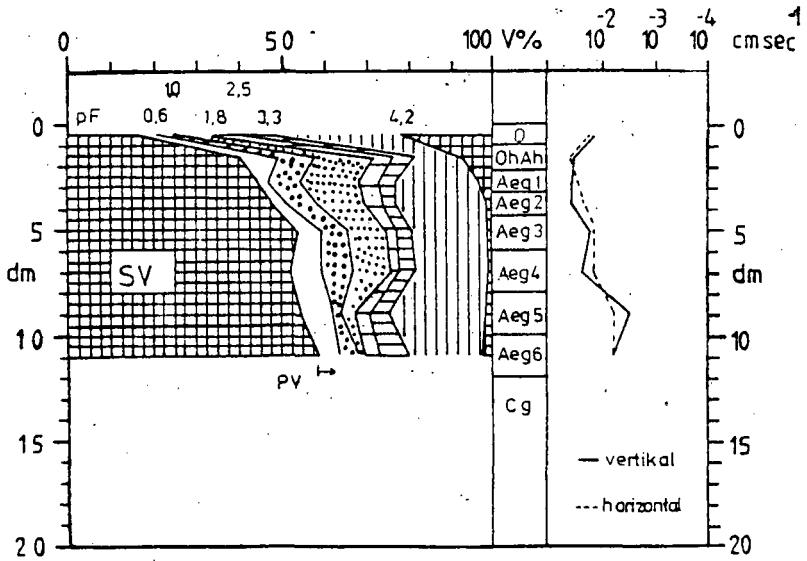 -2 -3 -4 -1
0 50 100 V% 10 10 10 cm sec
1,0 2,5
pF 0,6 1,8 3,3 4,2
0 O 0
OhAh
Aeg1
Aeg2
5 Aeg3 5
dm SV Aeg4 dm
Aeg5
10 Aeg6 10
PV
Cg
15 15
vertikal
horizontal
20 20